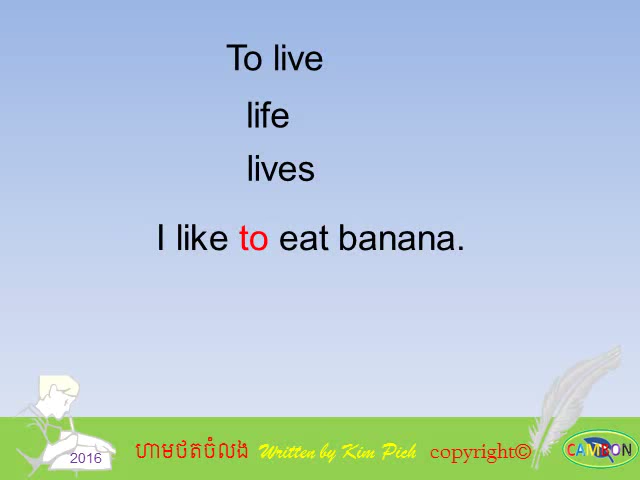 To live
life
lives
I like to eat banana.
2016 ហាមថតចំលង Written by Kim Pich copyright© CAMBON